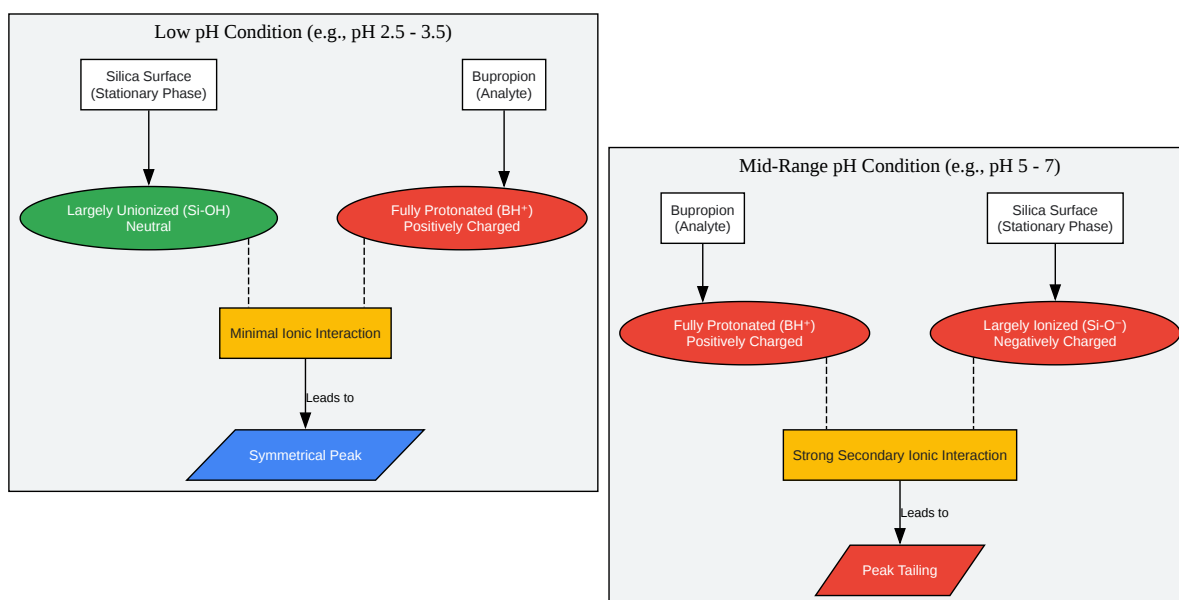 Low pH Condition (e.g., pH 2.5 - 3.5)
Silica Surface
(Stationary Phase)
Bupropion
(Analyte)
Largely Unionized (Si-OH)
Neutral
Fully Protonated (BH⁺)
Positively Charged
Minimal Ionic Interaction
Leads to
Symmetrical Peak
Mid-Range pH Condition (e.g., pH 5 - 7)
Bupropion
(Analyte)
Silica Surface
(Stationary Phase)
Fully Protonated (BH⁺)
Positively Charged
Largely Ionized (Si-O⁻)
Negatively Charged
Strong Secondary Ionic Interaction
Leads to
Peak Tailing